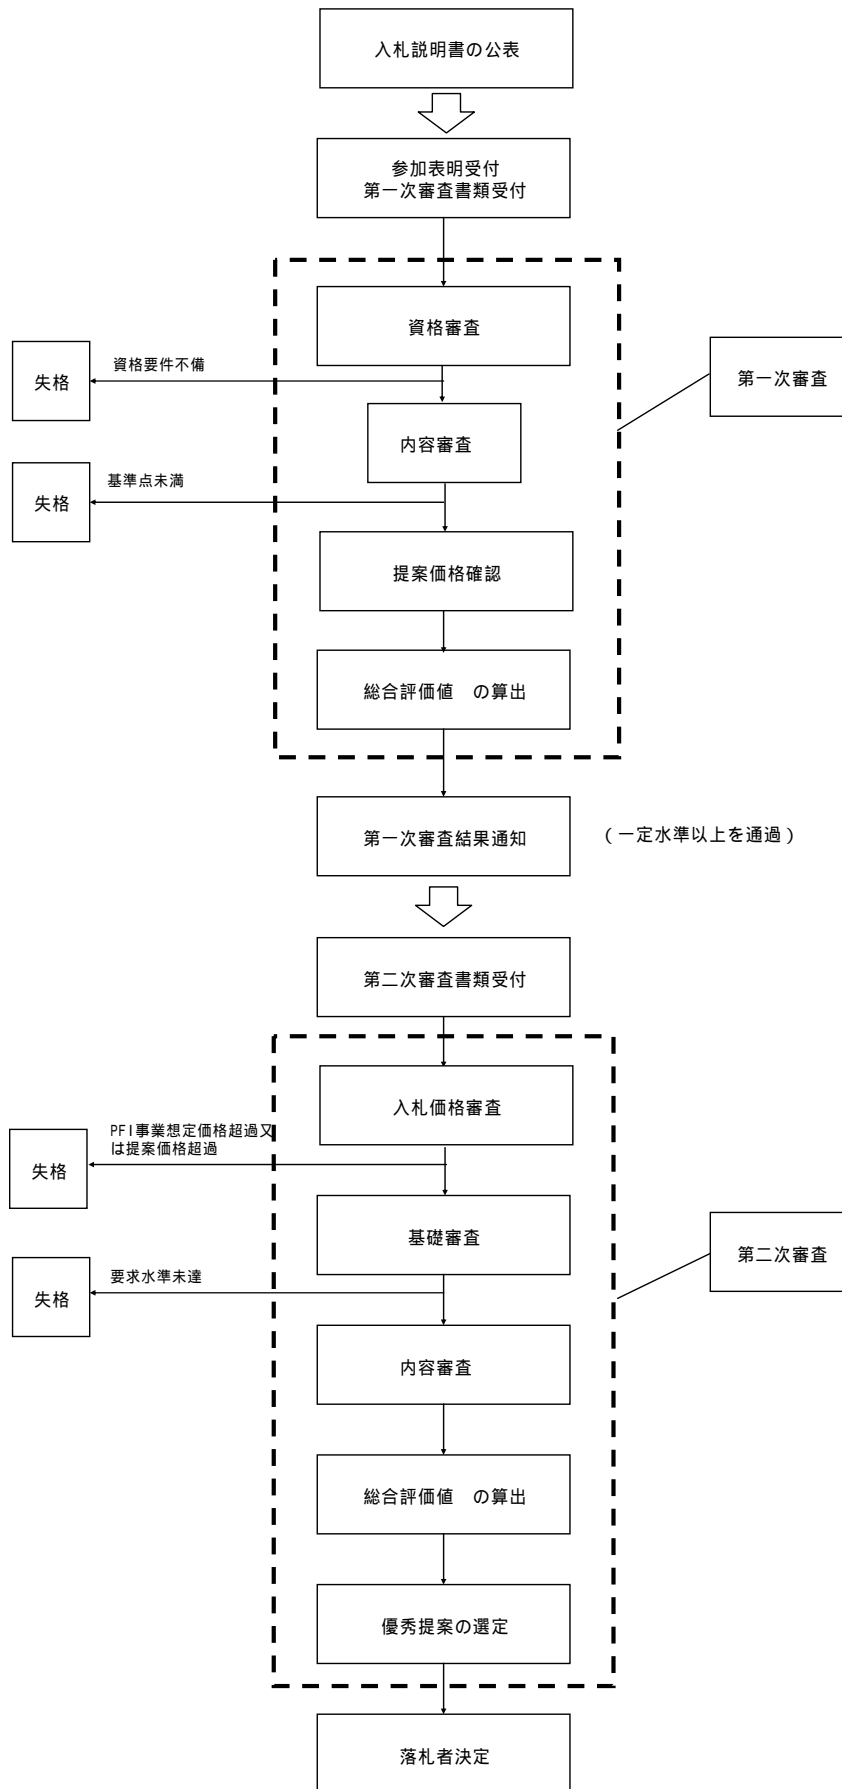 入札説明書の公表
参加表明受付
第一次審査書類受付
資格審査
第一次審査
失格
資格要件不備
内容審査
失格
基準点未満
提案価格確認
総合評価値　の算出
第一次審査結果通知
（一定水準以上を通過）
第二次審査書類受付
入札価格審査
失格
PFI事業想定価格超過又
は提案価格超過
基礎審査
第二次審査
失格
要求水準未達
内容審査
総合評価値　の算出
優秀提案の選定
落札者決定